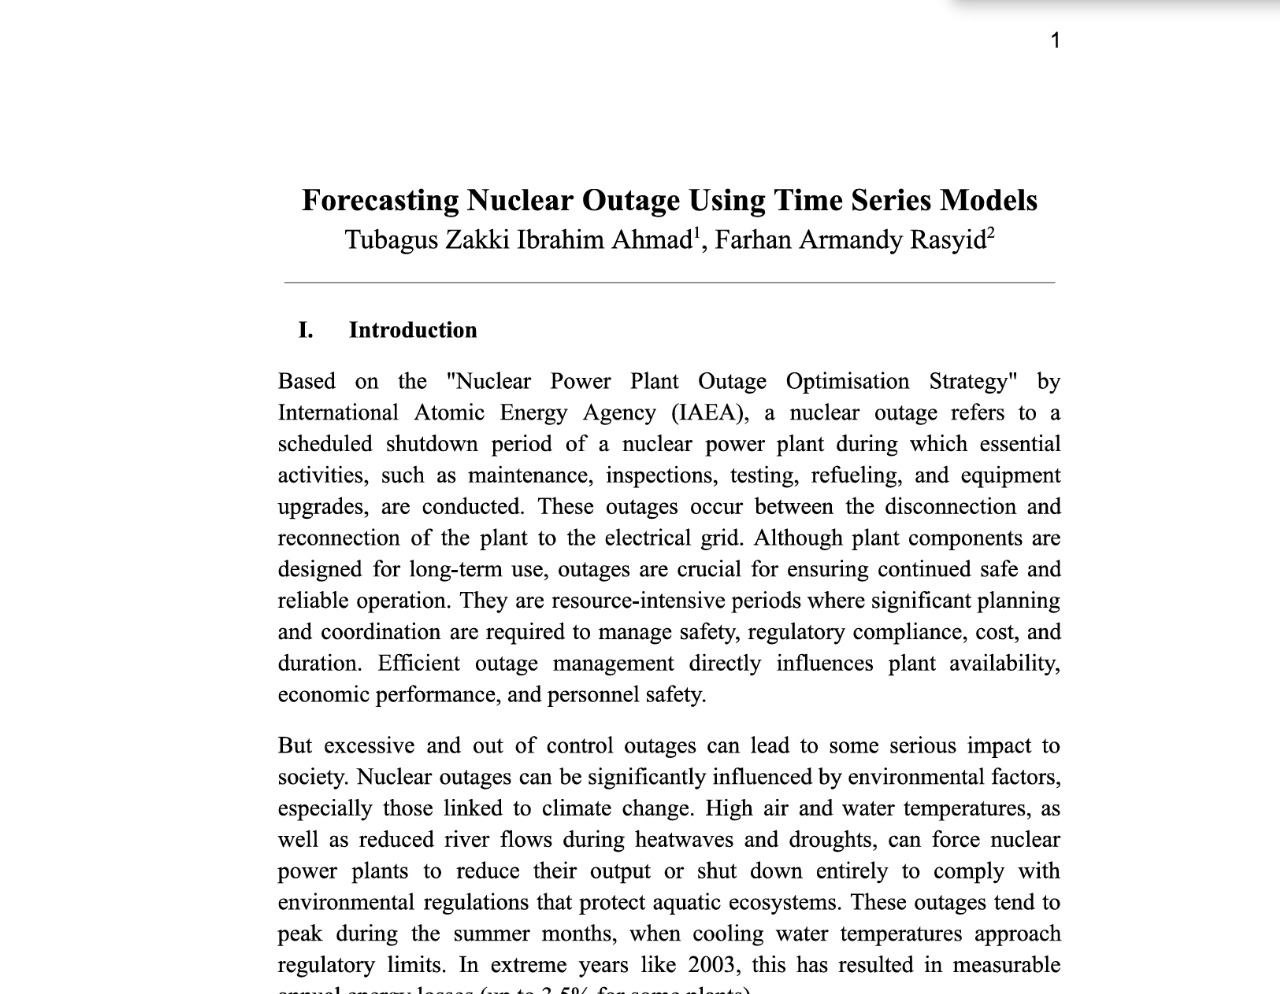 1
Forecasting Nuclear Outage Using Time Series Models
Tubagus Zakki Ibrahim Ahmad¹, Farhan Armandy Rasyid²
I. Introduction
Based on the "Nuclear Power Plant Outage Optimisation Strategy" by
International Atomic Energy Agency (IAEA), a nuclear outage refers to a
scheduled shutdown period of a nuclear power plant during which essential
activities, such as maintenance, inspections, testing, refueling, and equipment
upgrades, are conducted. These outages occur between the disconnection and
reconnection of the plant to the electrical grid. Although plant components are
designed for long-term use, outages are crucial for ensuring continued safe and
reliable operation. They are resource-intensive periods where significant planning
and coordination are required to manage safety, regulatory compliance, cost, and
duration. Efficient outage management directly influences plant availability,
economic performance, and personnel safety.
But excessive and out of control outages can lead to some serious impact to
society. Nuclear outages can be significantly influenced by environmental factors,
especially those linked to climate change. High air and water temperatures, as
well as reduced river flows during heatwaves and droughts, can force nuclear
power plants to reduce their output or shut down entirely to comply with
environmental regulations that protect aquatic ecosystems. These outages tend to
peak during the summer months, when cooling water temperatures approach
regulatory limits. In extreme years like 2003, this has resulted in measurable
annual energy losses (up to 2.5% for some plants)